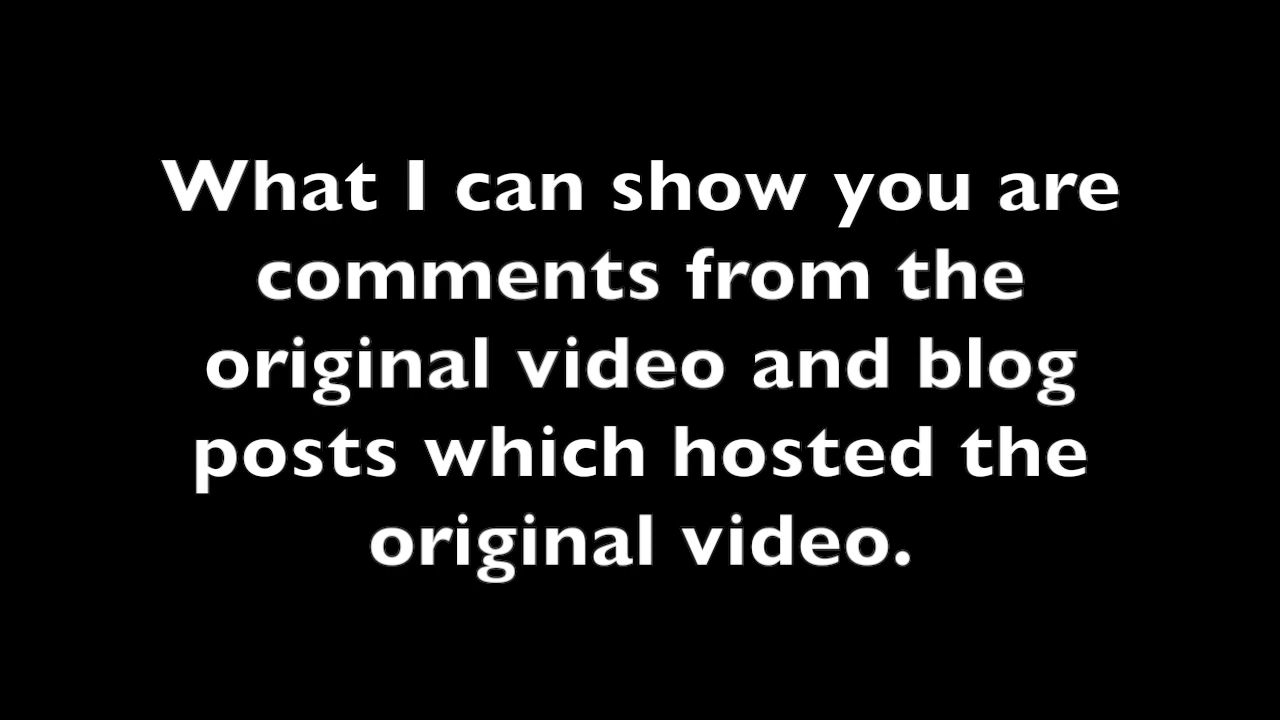 What I can show you are
comments from the
original video and blog
posts which hosted the
original video.